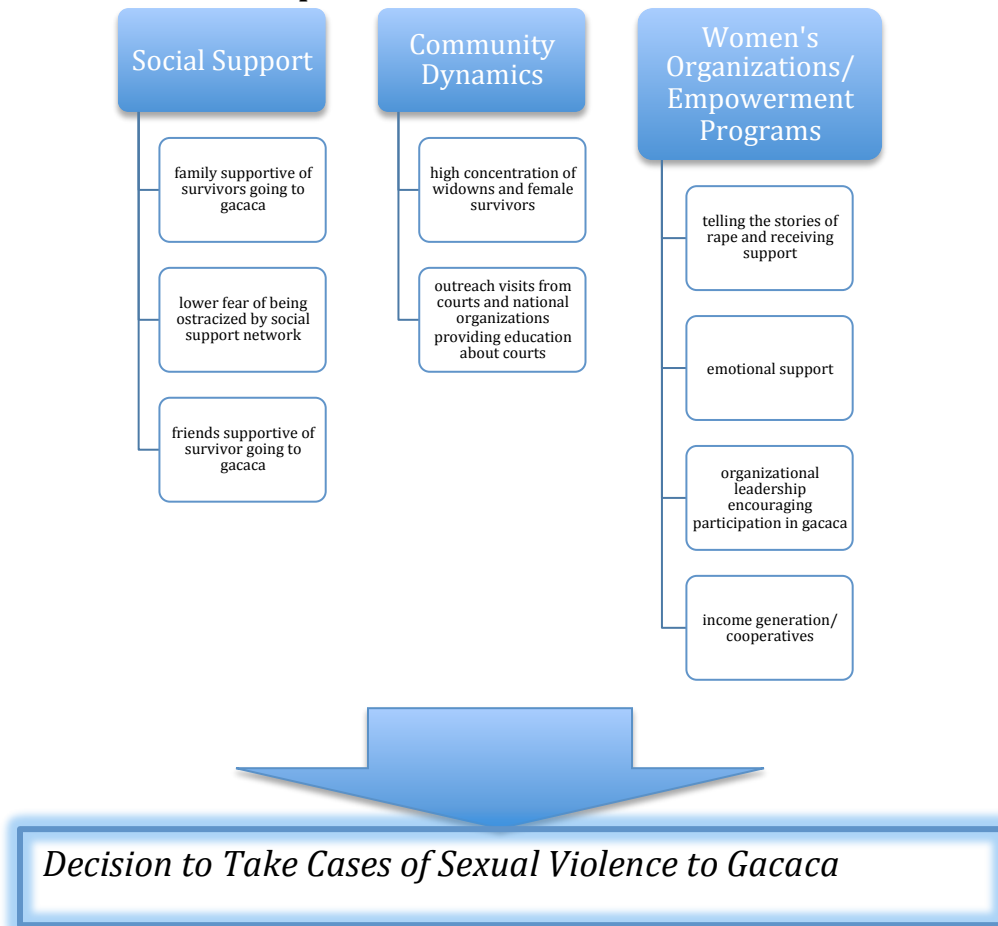 Social Support
family supportive of
survivors going to
gacaca
lower fear of being
ostracized by social
support network
friends supportive of
survivor going to
gacaca
Community
Dynamics
high concentration of
widowns and female
survivors
outreach visits from
courts and national
organizations
providing education
about courts
Women's
Organizations/
Empowerment
Programs
telling the stories of
rape and receiving
support
emotional support
organizational
leadership
encouraging
participation in gacaca
income generation/
cooperatives
Decision to Take Cases of Sexual Violence to Gacaca